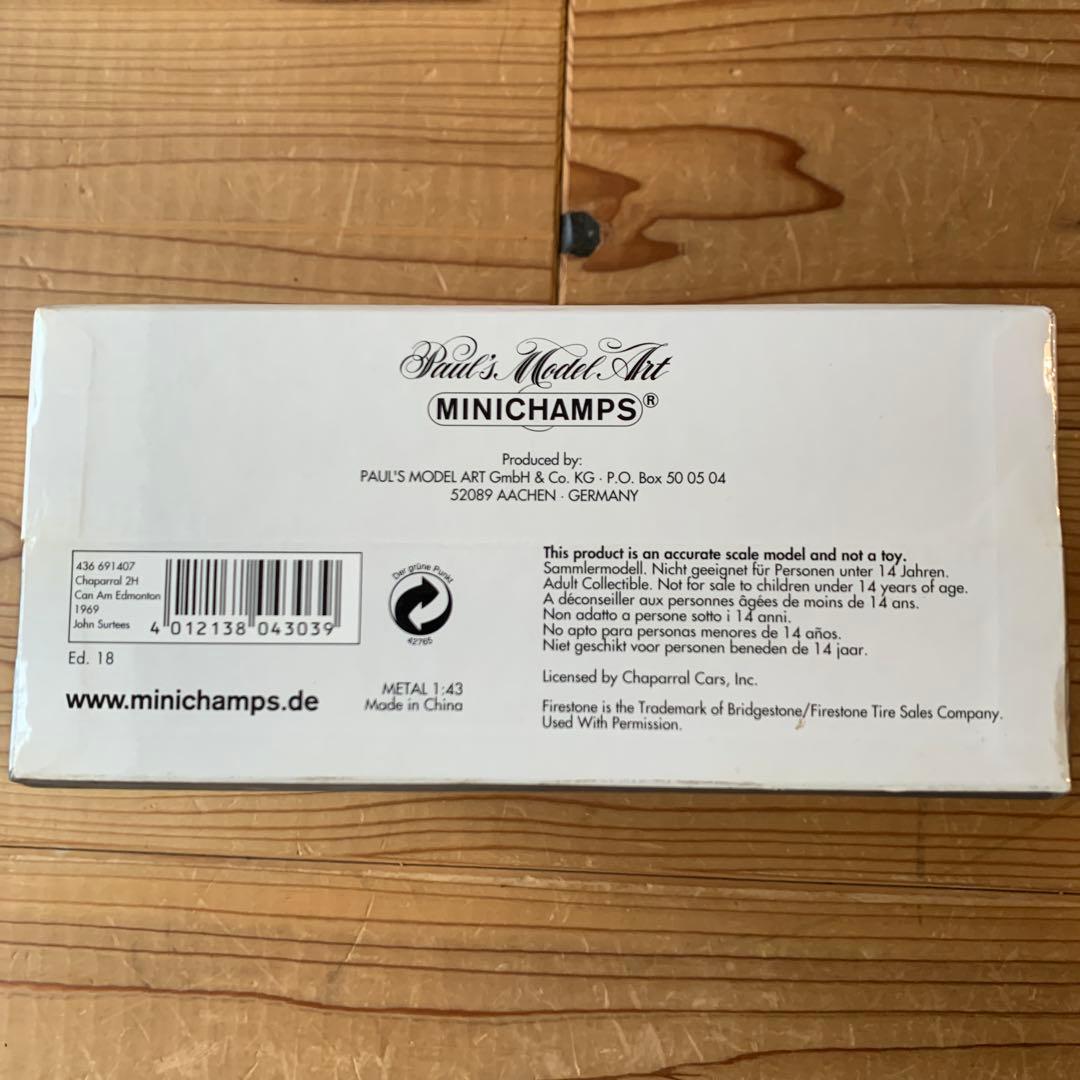 Paul's Model Art
MINICHAMPS®
Produced by:
PAUL'S MODEL ART GmbH & Co. KG · P.O. Box 50 05 04
52089 AACHEN · GERMANY
436 691407
Chaparral 2H
Can Am Edmonton
1969
John Surtees
4 012138 043039
Ed. 18
www.minichamps.de
Der grüne Punkt
42765
METAL 1:43
Made in China
This product is an accurate scale model and not a toy.
Sammlermodell. Nicht geeignet für Personen unter 14 Jahren.
Adult Collectible. Not for sale to children under 14 years of age.
A déconseiller aux personnes âgées de moins de 14 ans.
Non adatto a persone sotto i 14 anni.
No apto para personas menores de 14 años.
Niet geschikt voor personen beneden de 14 jaar.
Licensed by Chaparral Cars, Inc.
Firestone is the Trademark of Bridgestone/Firestone Tire Sales Company.
Used With Permission.